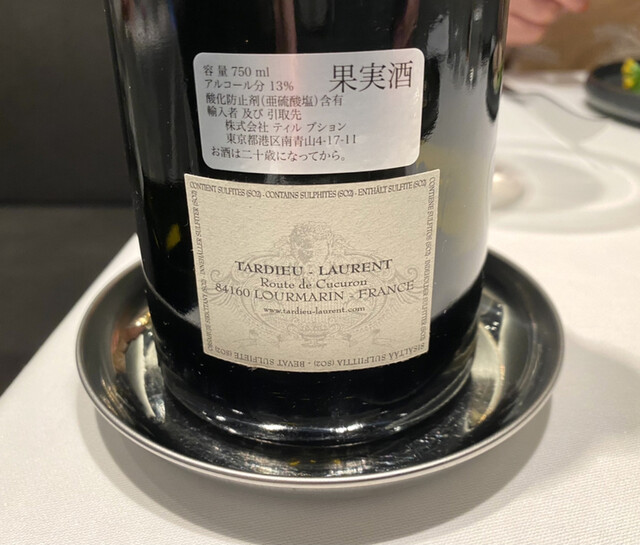 容量 750 ml
果実酒
アルコール分 13%
酸化防止剤(亜硫酸塩)含有
輸入者 及び 引取先
株式会社 ティル プション
東京都港区南青山4-17-11
お酒は二十歳になってから。
CONTIENT SULFITES (SO2) - CONTAINS SULPHITES (SO2) - ENTHÄLT SULFITE (SO2)
TARDIEU - LAURENT
Route de Cucuron
84160 LOURMARIN - FRANCE
www.tardieu-laurent.com
BEVAT SULFIETE (SO2)